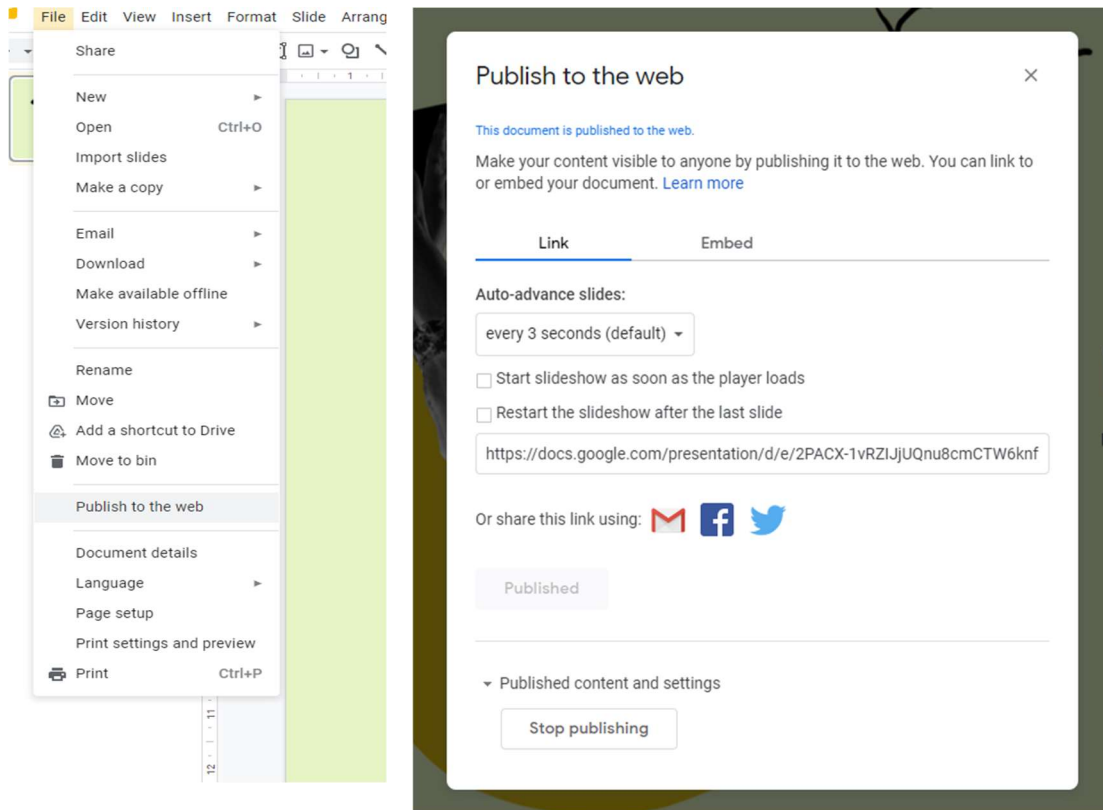 File Edit View Insert Format Slide Arrang
Share
1
New
Open Ctrl+O
Import slides
Make a copy
Email
Download
Make available offline
Version history
Rename
Move
Add a shortcut to Drive
Move to bin
Publish to the web
Document details
Language
Page setup
Print settings and preview
Print Ctrl+P
11
12
Publish to the web
This document is published to the web.
Make your content visible to anyone by publishing it to the web. You can link to
or embed your document. Learn more
Link Embed
Auto-advance slides:
every 3 seconds (default)
Start slideshow as soon as the player loads
Restart the slideshow after the last slide
https://docs.google.com/presentation/d/e/2PACX-1vRZIJjUQnu8cmCTW6knf
Or share this link using:
Published
Published content and settings
Stop publishing